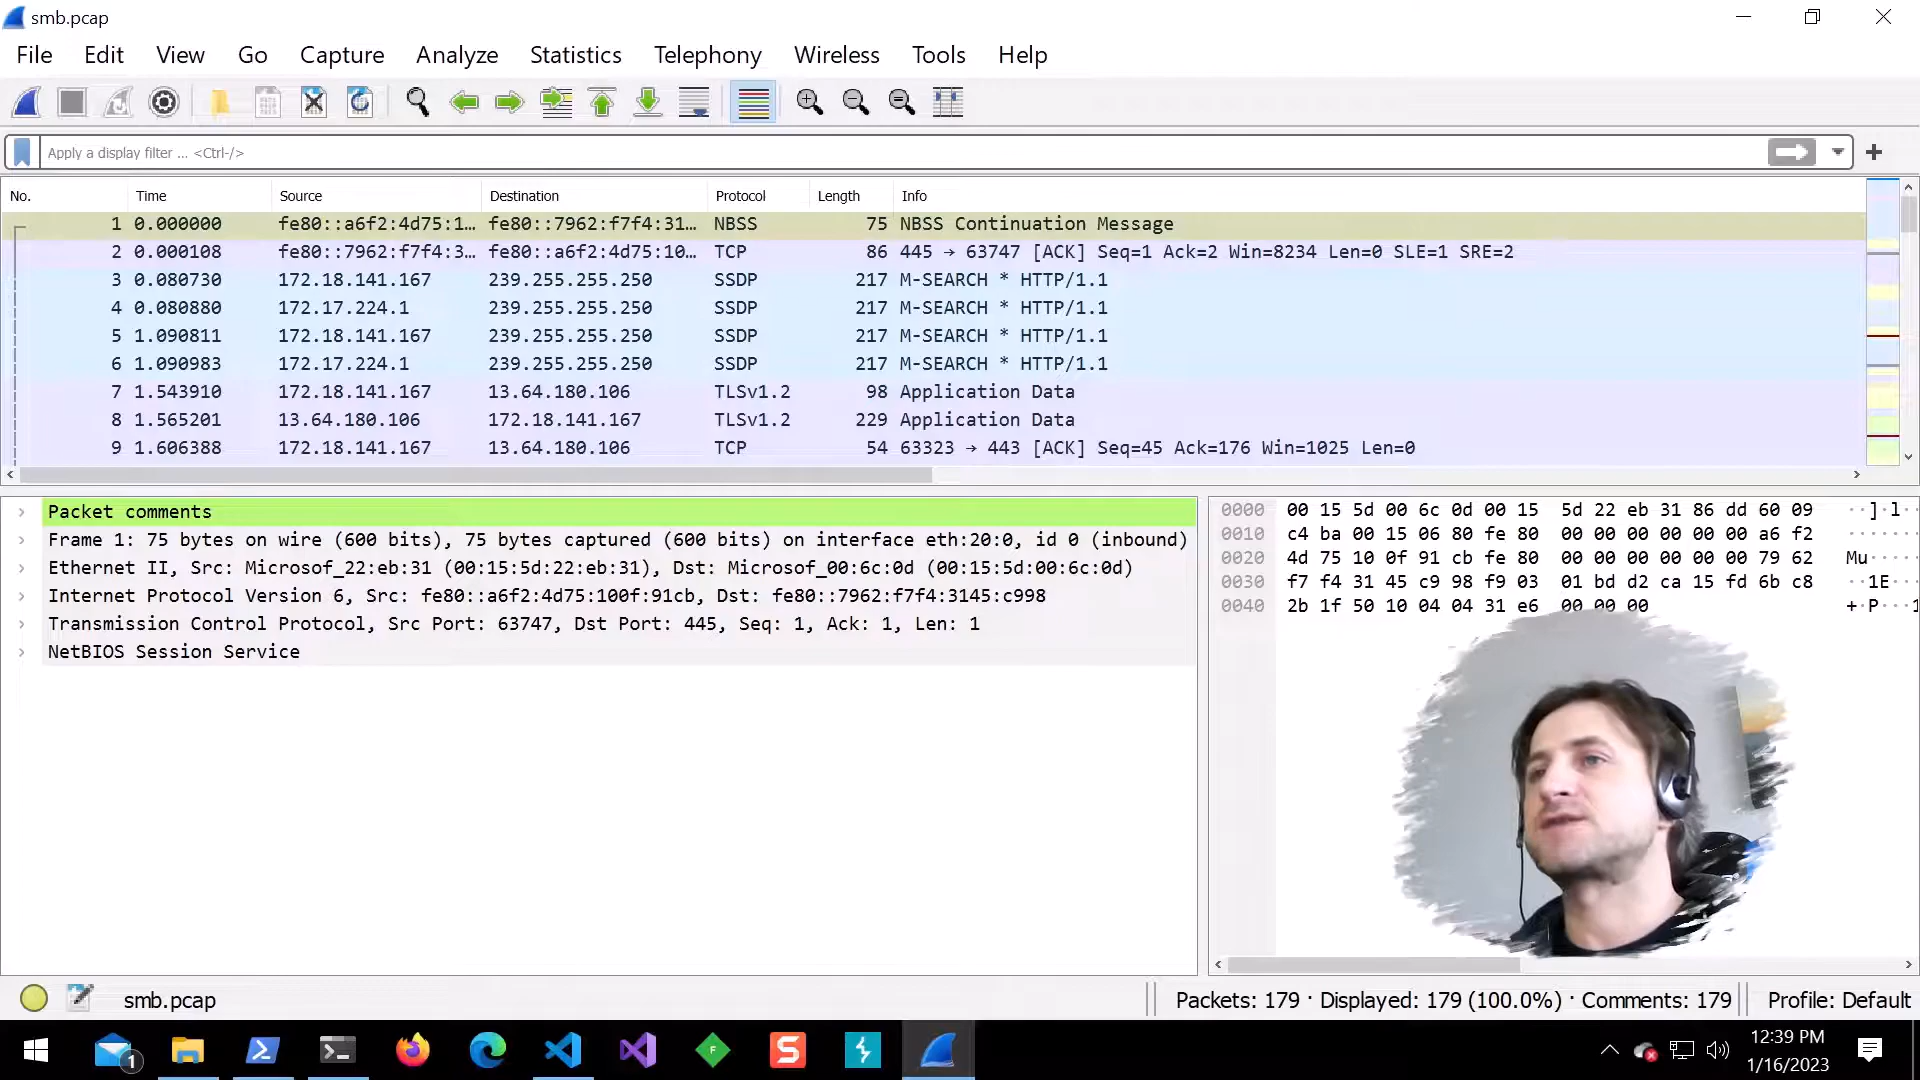 smb.pcap
File Edit View Go Capture Analyze Statistics Telephony Wireless Tools Help
Apply a display filter ... <Ctrl-/>
No. Time Source Destination Protocol Length Info
1 0.000000 fe80::a6f2:4d75:1... fe80::7962:f7f4:31... NBSS 75 NBSS Continuation Message
2 0.000108 fe80::7962:f7f4:3... fe80::a6f2:4d75:10... TCP 86 445 → 63747 [ACK] Seq=1 Ack=2 Win=8234 Len=0 SLE=1 SRE=2
3 0.080730 172.18.141.167 239.255.255.250 SSDP 217 M-SEARCH * HTTP/1.1
4 0.080880 172.17.224.1 239.255.255.250 SSDP 217 M-SEARCH * HTTP/1.1
5 1.090811 172.18.141.167 239.255.255.250 SSDP 217 M-SEARCH * HTTP/1.1
6 1.090983 172.17.224.1 239.255.255.250 SSDP 217 M-SEARCH * HTTP/1.1
7 1.543910 172.18.141.167 13.64.180.106 TLSv1.2 98 Application Data
8 1.565201 13.64.180.106 172.18.141.167 TLSv1.2 229 Application Data
9 1.606388 172.18.141.167 13.64.180.106 TCP 54 63323 → 443 [ACK] Seq=45 Ack=176 Win=1025 Len=0
Packet comments
Frame 1: 75 bytes on wire (600 bits), 75 bytes captured (600 bits) on interface eth:20:0, id 0 (inbound)
Ethernet II, Src: Microsof_22:eb:31 (00:15:5d:22:eb:31), Dst: Microsof_00:6c:0d (00:15:5d:00:6c:0d)
Internet Protocol Version 6, Src: fe80::a6f2:4d75:100f:91cb, Dst: fe80::7962:f7f4:3145:c998
Transmission Control Protocol, Src Port: 63747, Dst Port: 445, Seq: 1, Ack: 1, Len: 1
NetBIOS Session Service
0000 00 15 5d 00 6c 0d 00 15 5d 22 eb 31 86 dd 60 09 ··]·l·
0010 c4 ba 00 15 06 80 fe 80 00 00 00 00 00 00 a6 f2
0020 4d 75 10 0f 91 cb fe 80 00 00 00 00 00 00 79 62 Mu····
0030 f7 f4 31 45 c9 98 f9 03 01 bd d2 ca 15 fd 6b c8 ··1E··
0040 2b 1f 50 10 04 04 31 e6 00 00 00 +·P···1
smb.pcap
Packets: 179 · Displayed: 179 (100.0%) · Comments: 179
Profile: Default
1
F
S
12:39 PM
1/16/2023